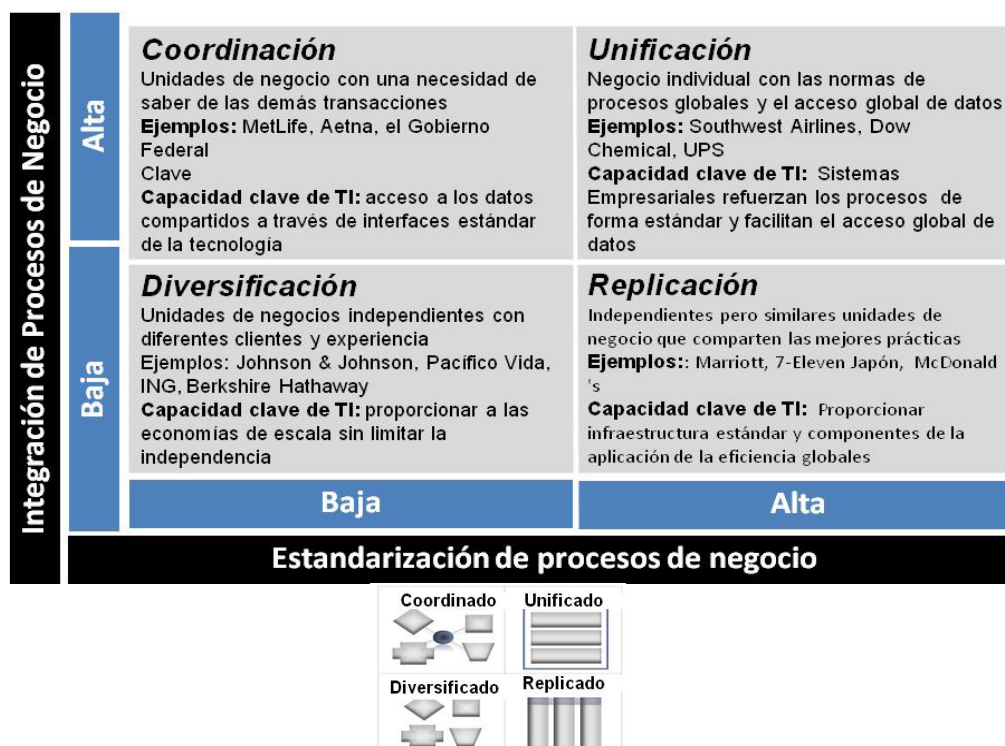 Integración de Procesos de Negocio
Alta
Coordinación
Unidades de negocio con una necesidad de
saber de las demás transacciones
Ejemplos: MetLife, Aetna, el Gobierno
Federal
Clave
Capacidad clave de TI: acceso a los datos
compartidos a través de interfaces estándar
de la tecnología
Unificación
Negocio individual con las normas de
procesos globales y el acceso global de datos
Ejemplos: Southwest Airlines, Dow
Chemical, UPS
Capacidad clave de TI: Sistemas
Empresariales refuerzan los procesos de
forma estándar y facilitan el acceso global de
datos
Baja
Diversificación
Unidades de negocios independientes con
diferentes clientes y experiencia
Ejemplos: Johnson & Johnson, Pacífico Vida,
ING, Berkshire Hathaway
Capacidad clave de TI: proporcionar a las
economías de escala sin limitar la
independencia
Replicación
Independientes pero similares unidades de
negocio que comparten las mejores prácticas
Ejemplos:: Marriott, 7-Eleven Japón, McDonald
's
Capacidad clave de TI: Proporcionar
infraestructura estándar y componentes de la
aplicación de la eficiencia globales
Baja
Alta
Estandarización de procesos de negocio
Coordinado
Unificado
Diversificado
Replicado